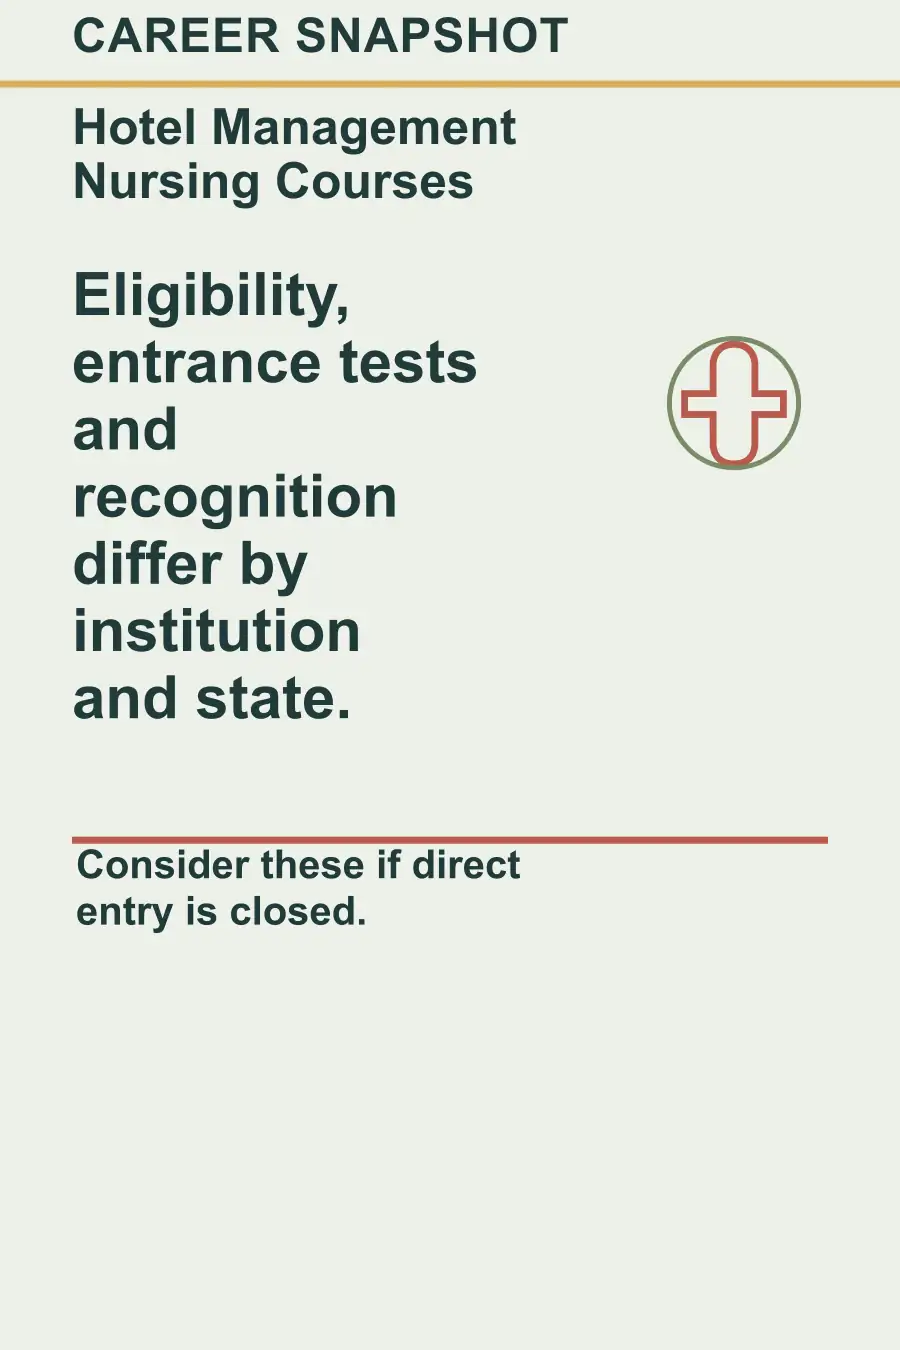 CAREER SNAPSHOT
Hotel Management
Nursing Courses
Eligibility,
entrance tests
and
recognition
differ by
institution
and state.
Consider these if direct
entry is closed.